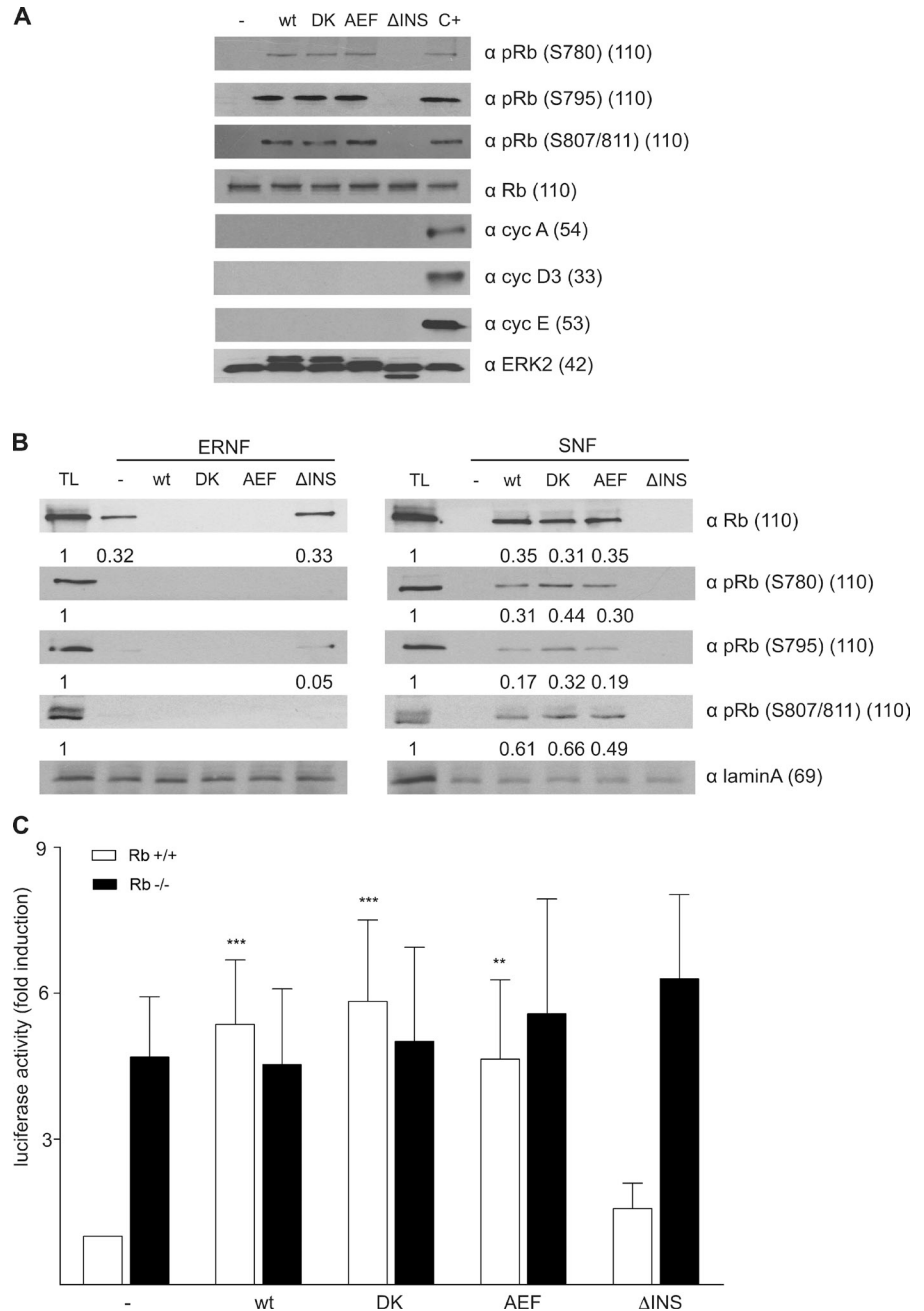 A
- wt DK AEF ΔINS C+
α pRb (S780) (110)
α pRb (S795) (110)
α pRb (S807/811) (110)
α Rb (110)
α cyc A (54)
α cyc D3 (33)
α cyc E (53)
α ERK2 (42)
B
ERNF SNF
TL - wt DK AEF ΔINS TL - wt DK AEF ΔINS
α Rb (110)
1 0.32 0.33 1 0.35 0.31 0.35
α pRb (S780) (110)
1 1 0.31 0.44 0.30
α pRb (S795) (110)
1 0.05 1 0.17 0.32 0.19
α pRb (S807/811) (110)
1 1 0.61 0.66 0.49
α laminA (69)
C
9
Rb +/+
Rb -/-
*** *** **
6
3
luciferase activity (fold induction)
- wt DK AEF ΔINS